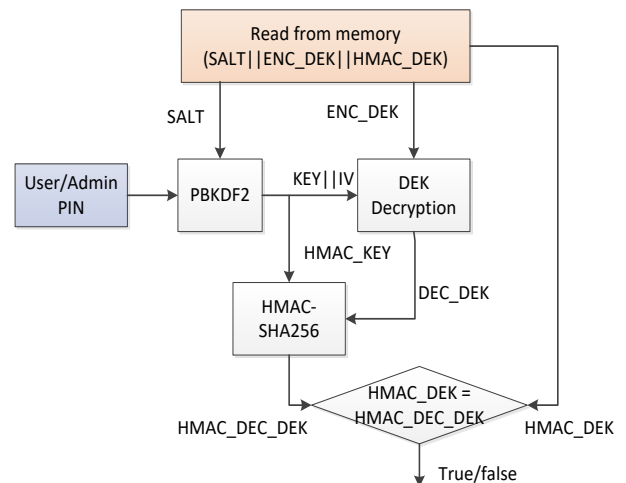 Read from memory
(SALT||ENC_DEK||HMAC_DEK)
SALT
ENC_DEK
User/Admin
PIN
PBKDF2
KEY||IV
DEK
Decryption
HMAC_KEY
DEC_DEK
HMAC-
SHA256
HMAC_DEK =
HMAC_DEC_DEK
HMAC_DEC_DEK
HMAC_DEK
True/false